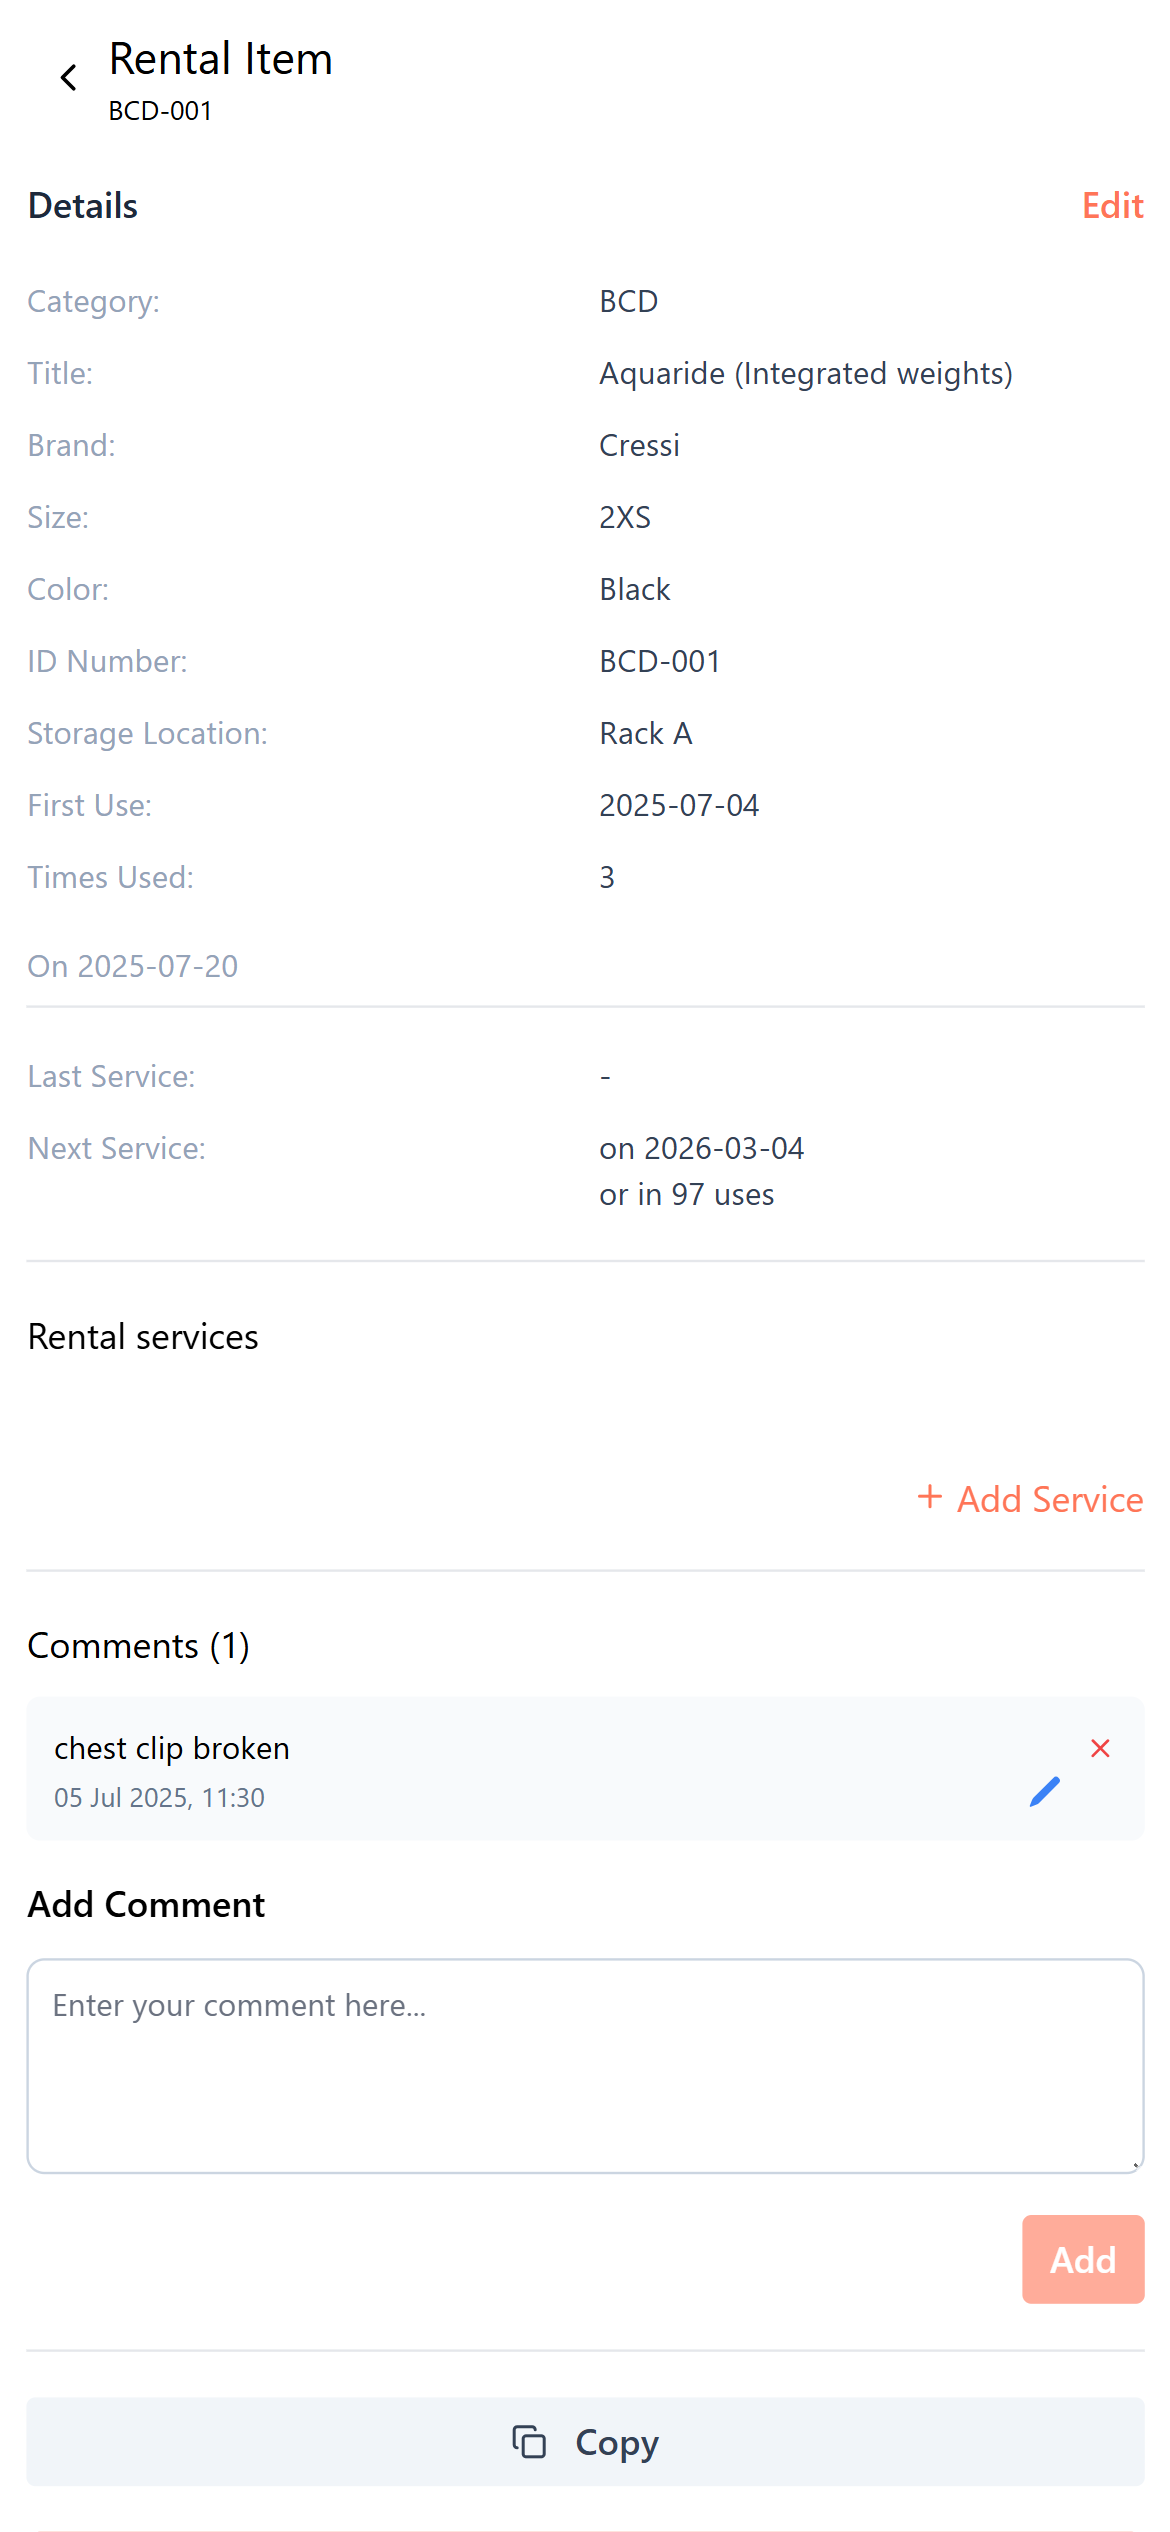 Rental Item
BCD-001
Details
Edit
Category: BCD
Title: Aquaride (Integrated weights)
Brand: Cressi
Size: 2XS
Color: Black
ID Number: BCD-001
Storage Location: Rack A
First Use: 2025-07-04
Times Used: 3
On 2025-07-20
Last Service: -
Next Service: on 2026-03-04
or in 97 uses
Rental services
+ Add Service
Comments (1)
chest clip broken
05 Jul 2025, 11:30
Add Comment
Enter your comment here...
Add
Copy